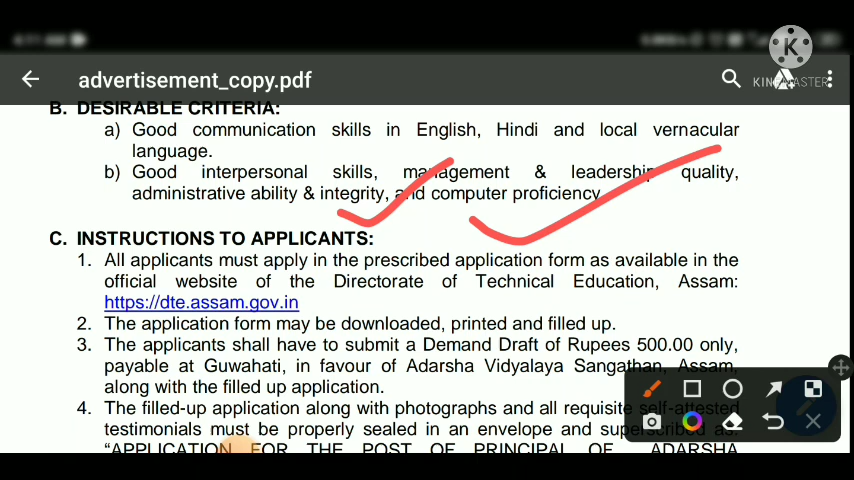 advertisement_copy.pdf
K
KINEMASTER
B. DESIRABLE CRITERIA:
a) Good communication skills in English, Hindi and local vernacular
language.
b) Good interpersonal skills, management & leadership quality,
administrative ability & integrity, and computer proficiency.
C. INSTRUCTIONS TO APPLICANTS:
1. All applicants must apply in the prescribed application form as available in the
official website of the Directorate of Technical Education, Assam:
https://dte.assam.gov.in
2. The application form may be downloaded, printed and filled up.
3. The applicants shall have to submit a Demand Draft of Rupees 500.00 only,
payable at Guwahati, in favour of Adarsha Vidyalaya Sangathan, Assam,
along with the filled up application.
4. The filled-up application along with photographs and all requisite self-attested
testimonials must be properly sealed in an envelope and superscribed as:
“APPLICATION FOR THE POST OF PRINCIPAL OF ADARSHA